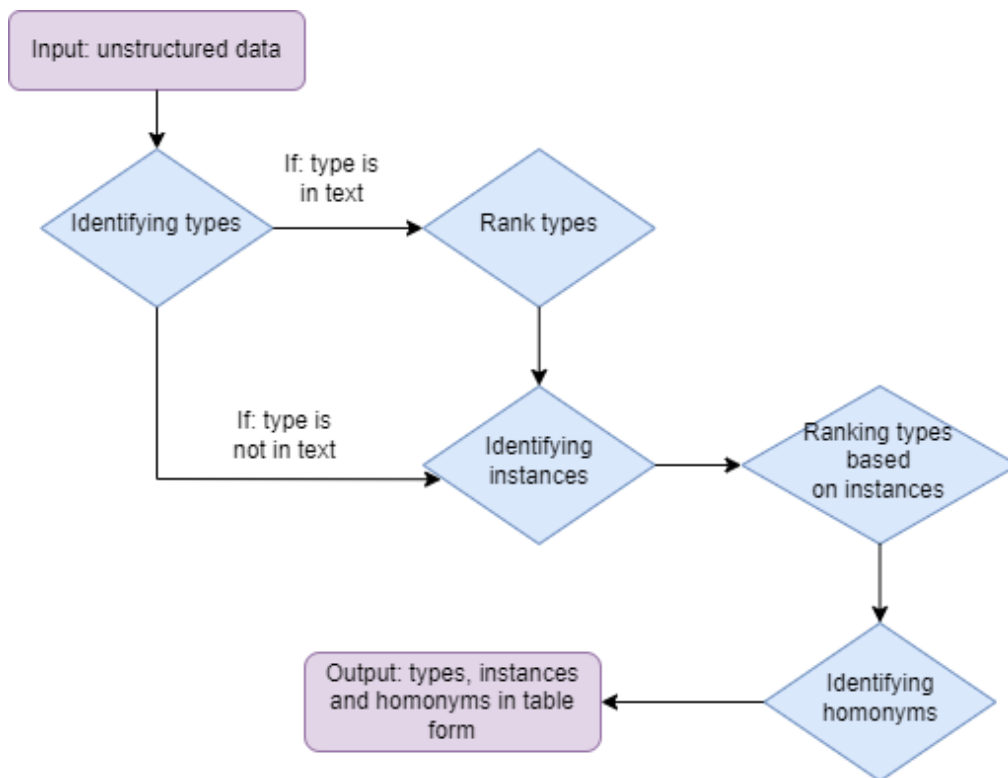 Input: unstructured data
If: type is
in text
Identifying types
Rank types
If: type is
not in text
Identifying
instances
Ranking types
based
on instances
Output: types, instances
and homonyms in table
form
Identifying
homonyms